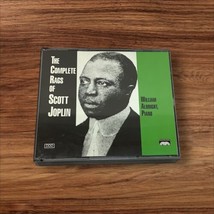 THE
COMPLETE
RAGS
OF
SCOTT
JOPLIN
WILLIAM
ALBRIGHT,
PIANO